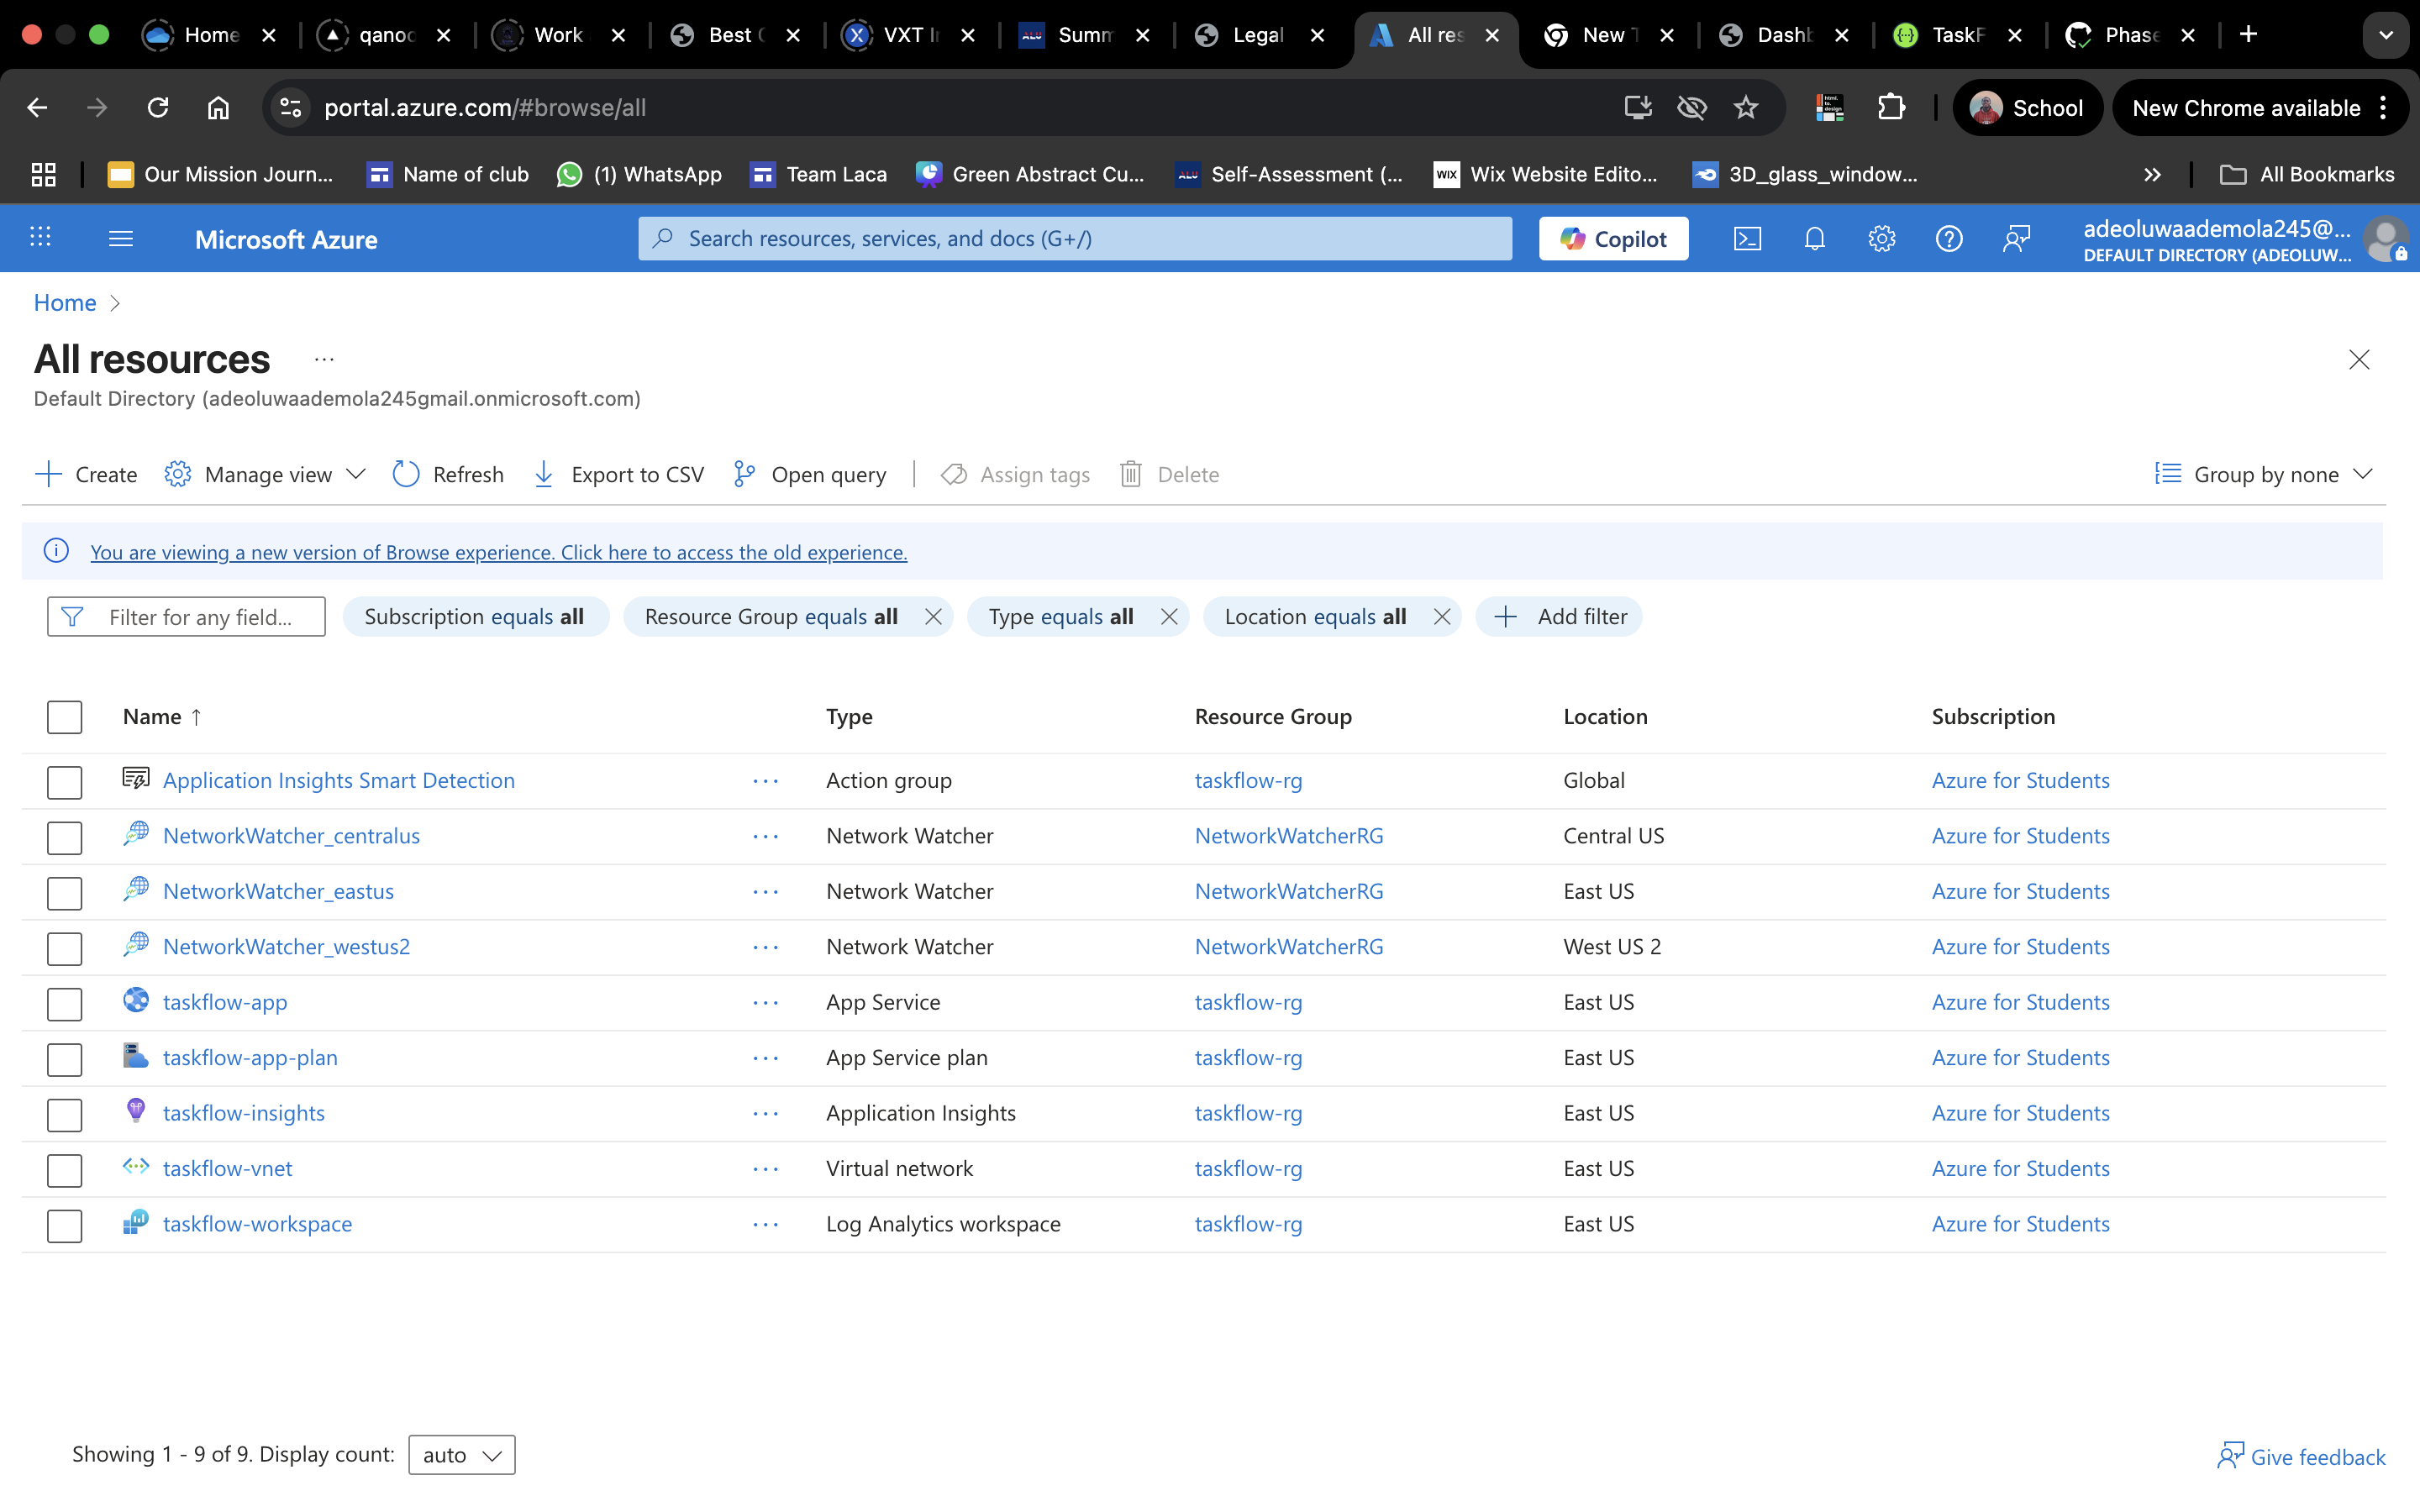 Home
qanoc
Work
Best
VXT I
Summ
Legal
All res
New T
Dashb
TaskF
Phase
portal.azure.com/#browse/all
School
New Chrome available
Our Mission Journ...
Name of club
(1) WhatsApp
Team Laca
Green Abstract Cu...
ALU
Self-Assessment (...
WIX
Wix Website Edito...
3D_glass_window...
All Bookmarks
Microsoft Azure
Search resources, services, and docs (G+/)
Copilot
adeoluwaademola245@...
DEFAULT DIRECTORY (ADEOLUW...
Home
All resources
Default Directory (adeoluwaademola245gmail.onmicrosoft.com)
Create
Manage view
Refresh
Export to CSV
Open query
Assign tags
Delete
Group by none
You are viewing a new version of Browse experience. Click here to access the old experience.
Filter for any field...
Subscription equals all
Resource Group equals all
Type equals all
Location equals all
Add filter
Name ↑ Type Resource Group Location Subscription
Application Insights Smart Detection ... Action group taskflow-rg Global Azure for Students
NetworkWatcher_centralus ... Network Watcher NetworkWatcherRG Central US Azure for Students
NetworkWatcher_eastus ... Network Watcher NetworkWatcherRG East US Azure for Students
NetworkWatcher_westus2 ... Network Watcher NetworkWatcherRG West US 2 Azure for Students
taskflow-app ... App Service taskflow-rg East US Azure for Students
taskflow-app-plan ... App Service plan taskflow-rg East US Azure for Students
taskflow-insights ... Application Insights taskflow-rg East US Azure for Students
taskflow-vnet ... Virtual network taskflow-rg East US Azure for Students
taskflow-workspace ... Log Analytics workspace taskflow-rg East US Azure for Students
Showing 1 - 9 of 9. Display count: auto
Give feedback